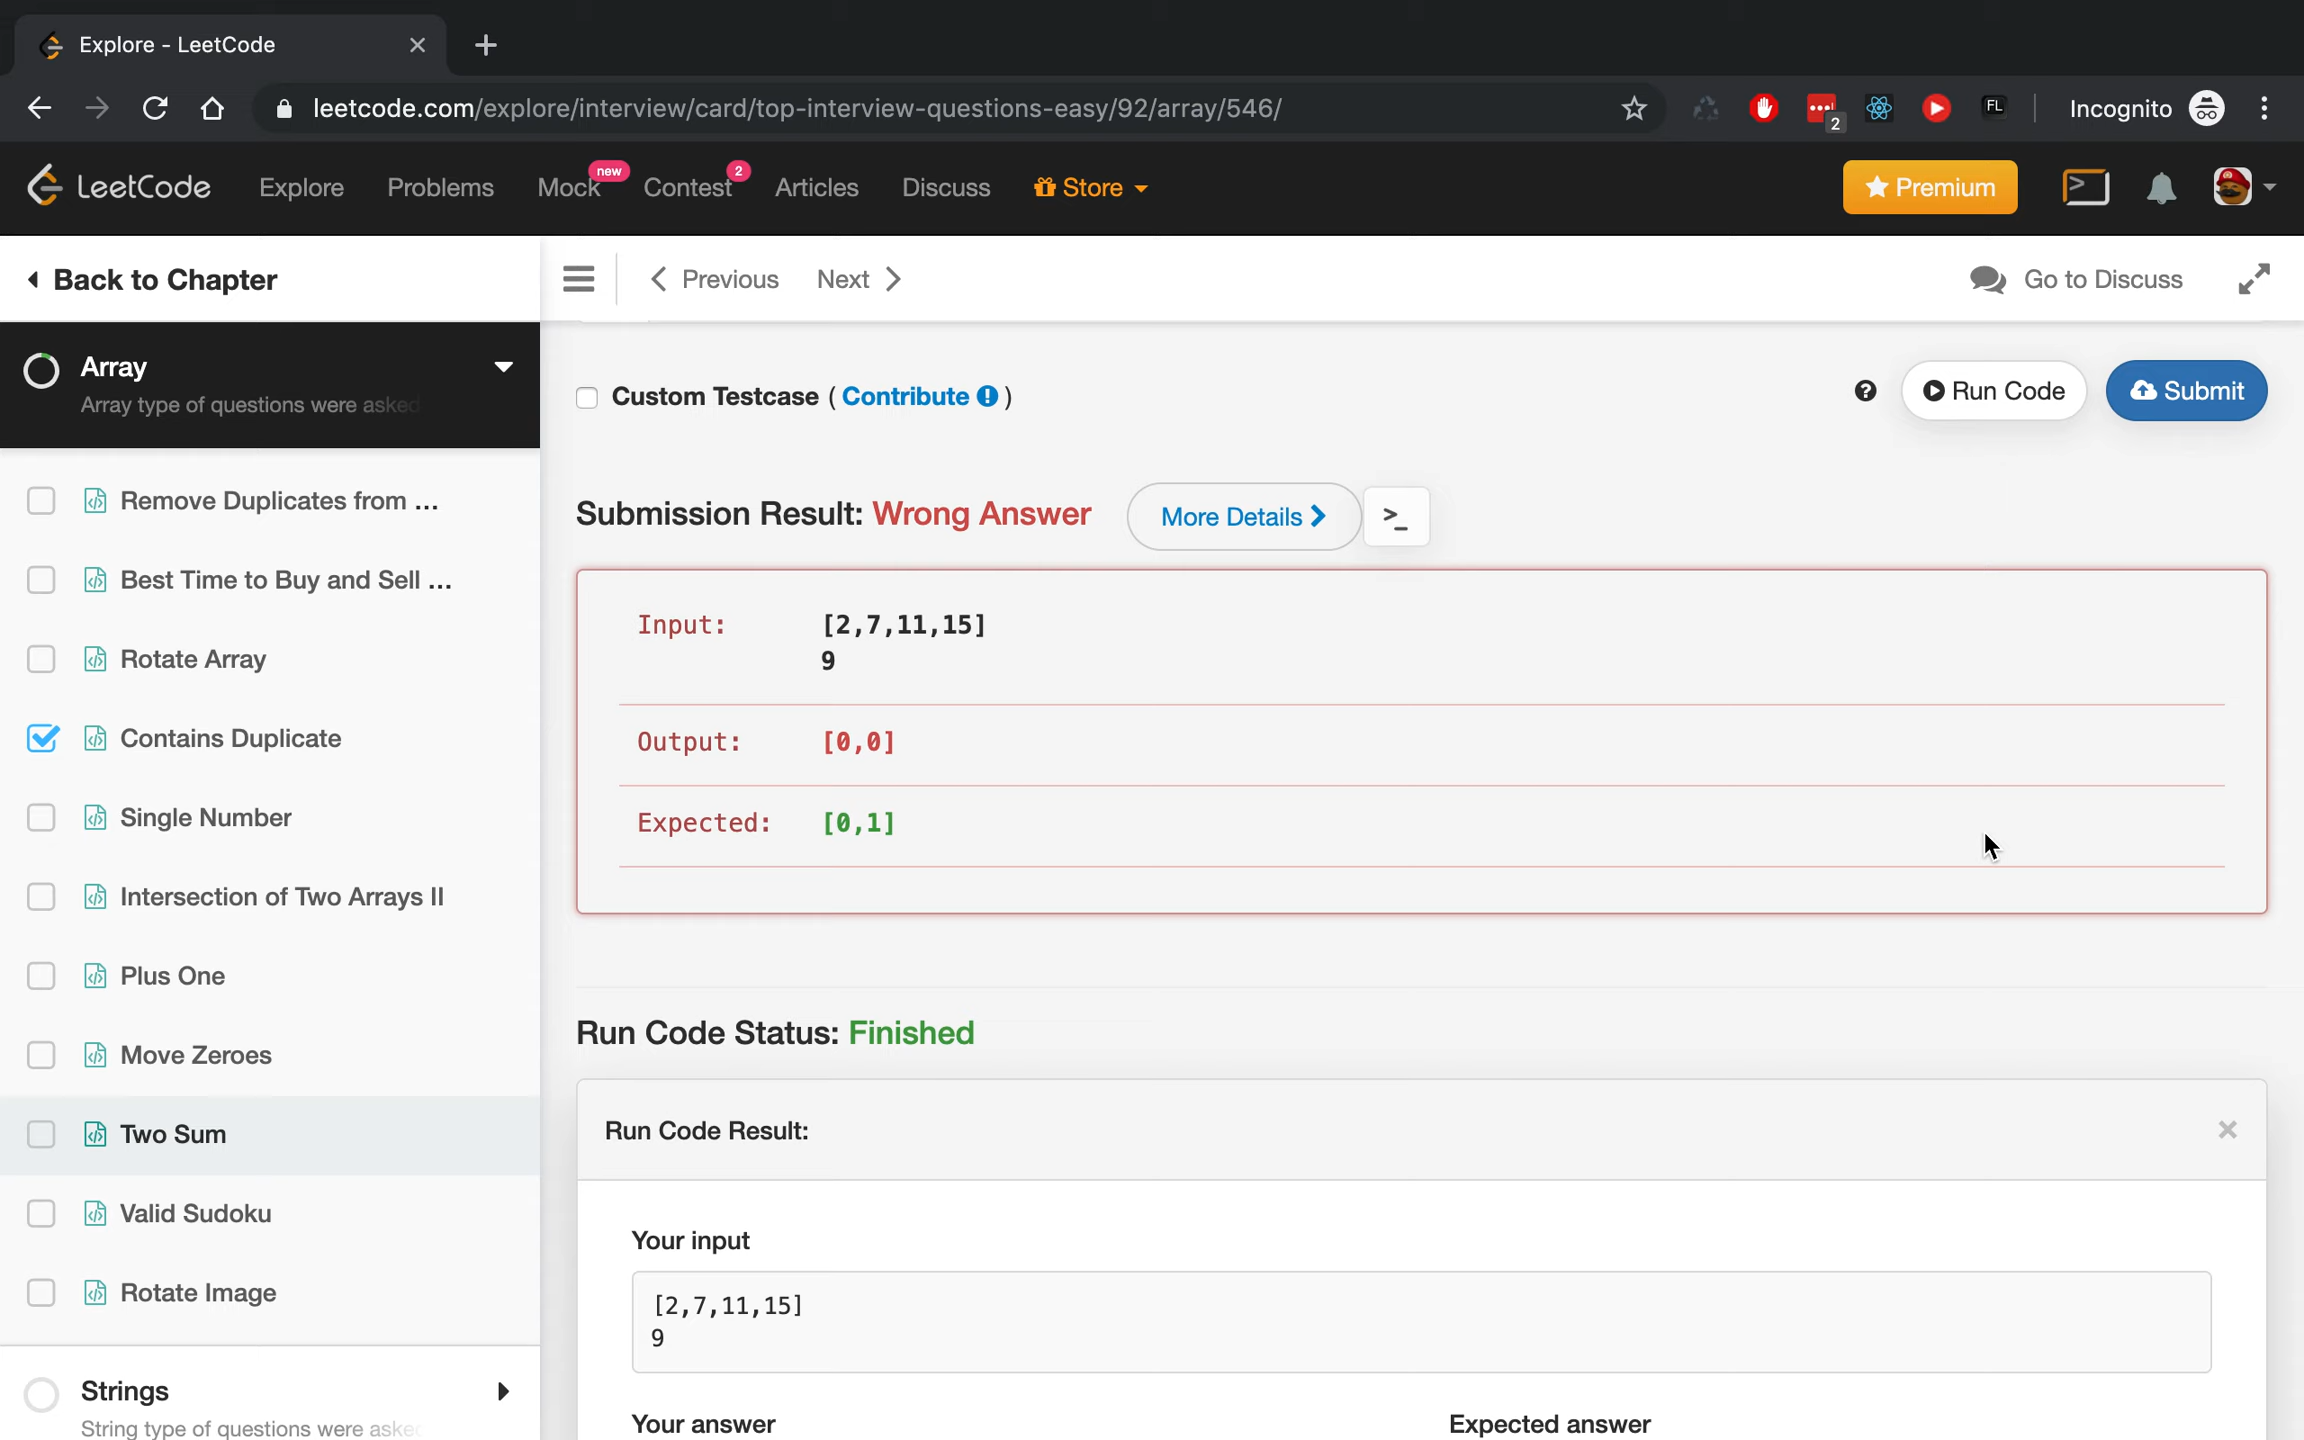 Explore - LeetCode
leetcode.com/explore/interview/card/top-interview-questions-easy/92/array/546/
2
FL
Incognito
LeetCode
Explore
Problems
Mock
new
Contest
2
Articles
Discuss
Store
Premium
Back to Chapter
Previous
Next
Go to Discuss
Array
Array type of questions were asked
Custom Testcase ( Contribute )
Run Code
Submit
Remove Duplicates from ...
Best Time to Buy and Sell ...
Rotate Array
Contains Duplicate
Single Number
Intersection of Two Arrays II
Plus One
Move Zeroes
Two Sum
Valid Sudoku
Rotate Image
Strings
String type of questions were aske
Submission Result: Wrong Answer
More Details
>_
Input: [2,7,11,15]
9
Output: [0,0]
Expected: [0,1]
Run Code Status: Finished
Run Code Result:
Your input
[2,7,11,15]
9
Your answer
Expected answer